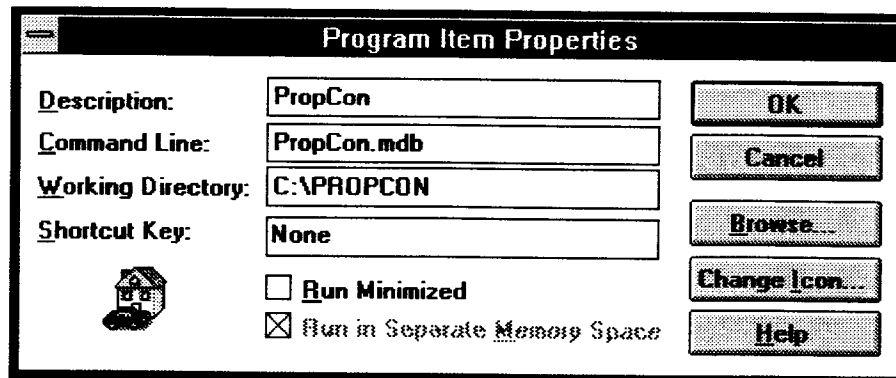 Program Item Properties
Description: PropCon
Command Line: PropCon.mdb
Working Directory: C:\PROPCON
Shortcut Key: None
Run Minimized
Run in Separate Memory Space
OK
Cancel
Browse...
Change Icon...
Help